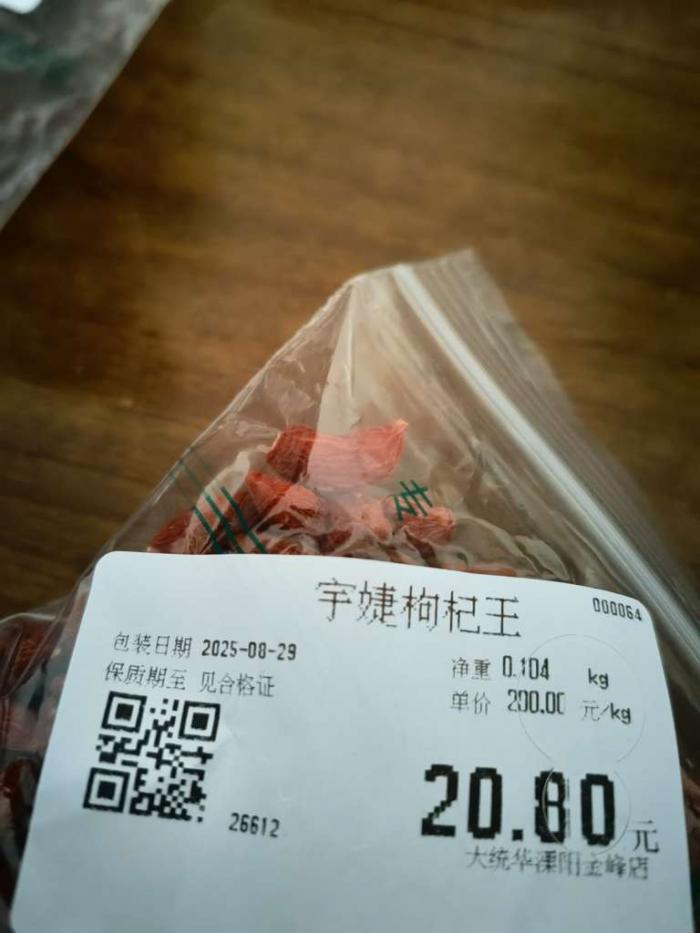 专
宇婕枸杞王
000064
包装日期 2025-08-29
保质期至 见合格证
净重 0.104 kg
单价 200.00 元/kg
26612
20.80 元
大统华溧阳金峰店